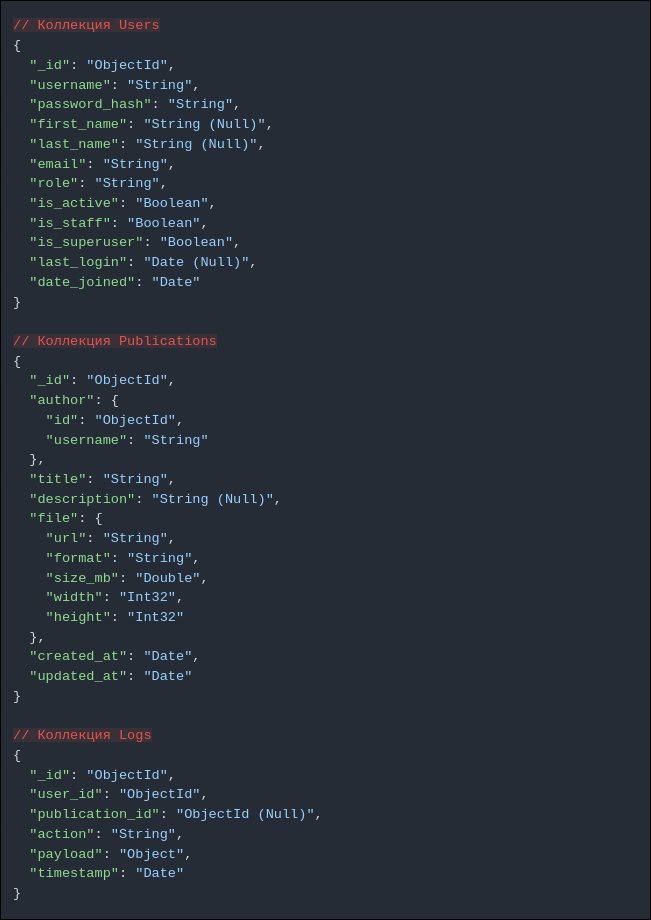 // Коллекция Users
{
  "_id": "ObjectId",
  "username": "String",
  "password_hash": "String",
  "first_name": "String (Null)",
  "last_name": "String (Null)",
  "email": "String",
  "role": "String",
  "is_active": "Boolean",
  "is_staff": "Boolean",
  "is_superuser": "Boolean",
  "last_login": "Date (Null)",
  "date_joined": "Date"
}
// Коллекция Publications
{
  "_id": "ObjectId",
  "author": {
    "id": "ObjectId",
    "username": "String"
  },
  "title": "String",
  "description": "String (Null)",
  "file": {
    "url": "String",
    "format": "String",
    "size_mb": "Double",
    "width": "Int32",
    "height": "Int32"
  },
  "created_at": "Date",
  "updated_at": "Date"
}
// Коллекция Logs
{
  "_id": "ObjectId",
  "user_id": "ObjectId",
  "publication_id": "ObjectId (Null)",
  "action": "String",
  "payload": "Object",
  "timestamp": "Date"
}